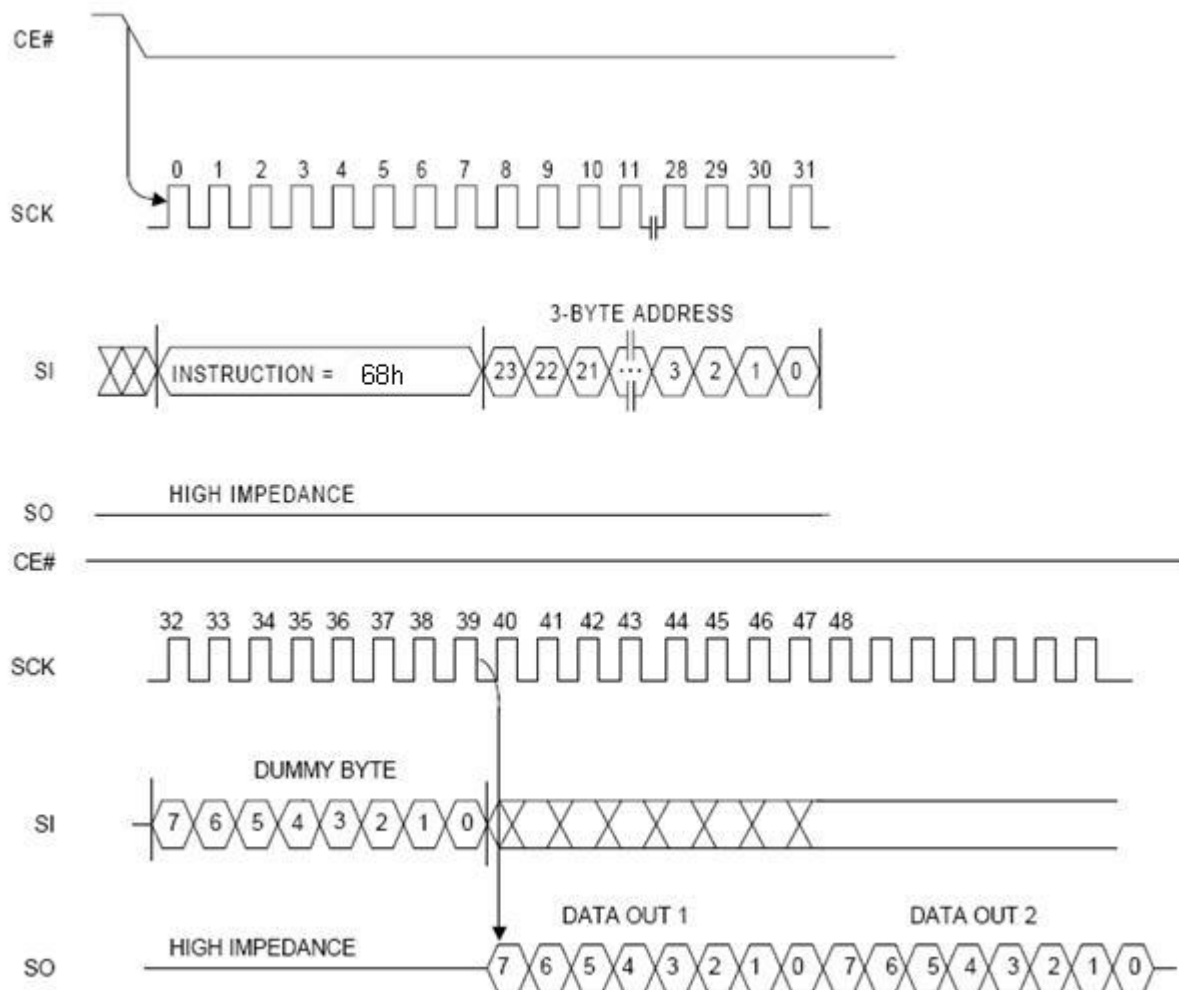 CE#
0 1 2 3 4 5 6 7 8 9 10 11 28 29 30 31
SCK
3-BYTE ADDRESS
SI INSTRUCTION = 68h 23 22 21 ... 3 2 1 0
HIGH IMPEDANCE
SO
CE#
32 33 34 35 36 37 38 39 40 41 42 43 44 45 46 47 48
SCK
DUMMY BYTE
SI 7 6 5 4 3 2 1 0
DATA OUT 1 DATA OUT 2
HIGH IMPEDANCE
SO 7 6 5 4 3 2 1 0 7 6 5 4 3 2 1 0